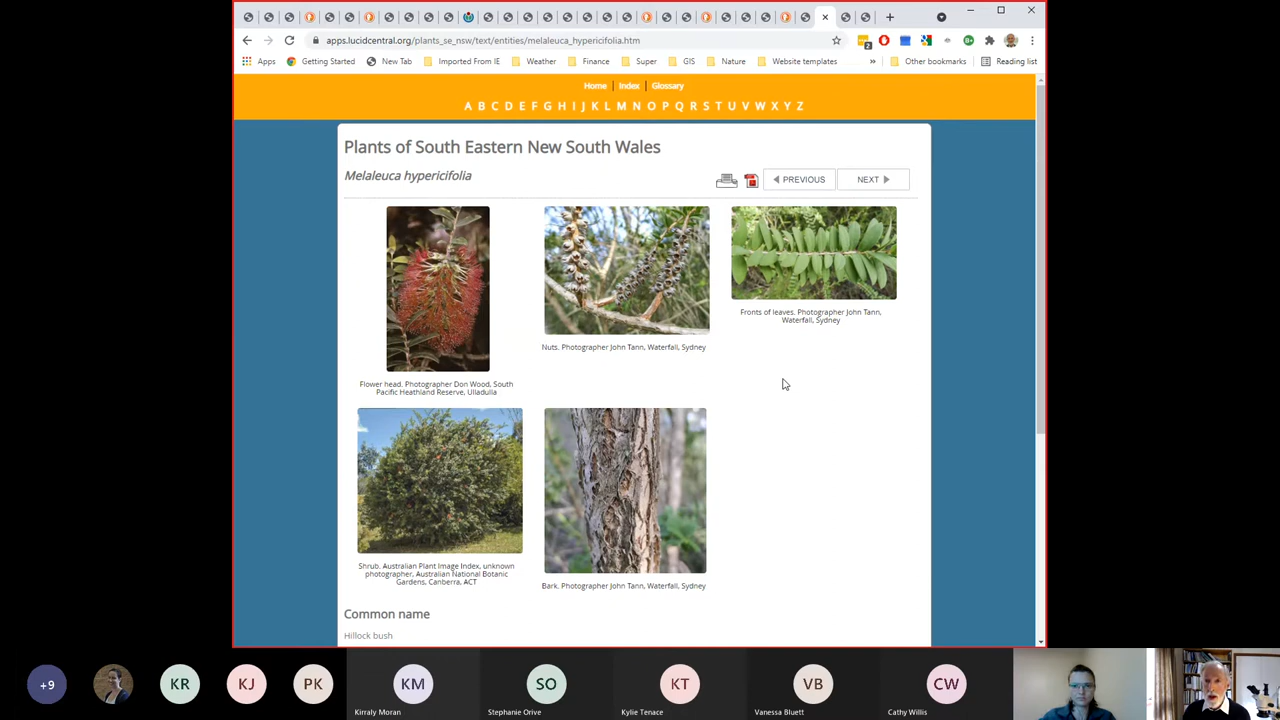 apps.lucidcentral.org/plants_se_nsw/text/entities/melaleuca_hypericifolia.htm
2
Apps Getting Started New Tab Imported From IE Weather Finance Super GIS Nature Website templates » Other bookmarks Reading list
Home | Index | Glossary
A B C D E F G H I J K L M N O P Q R S T U V W X Y Z
Plants of South Eastern New South Wales
Melaleuca hypericifolia
PREVIOUS NEXT
Fronts of leaves. Photographer John Tann,
Waterfall, Sydney
Nuts. Photographer John Tann, Waterfall, Sydney
Flower head. Photographer Don Wood, South
Pacific Heathland Reserve, Ulladulla
Shrub. Australian Plant Image Index, unknown
photographer, Australian National Botanic
Gardens, Canberra, ACT
Bark. Photographer John Tann, Waterfall, Sydney
Common name
Hillock bush
+9 KR KJ PK KM SO KT VB CW
Kirraly Moran Stephanie Orive Kylie Tenace Vanessa Bluett Cathy Willis